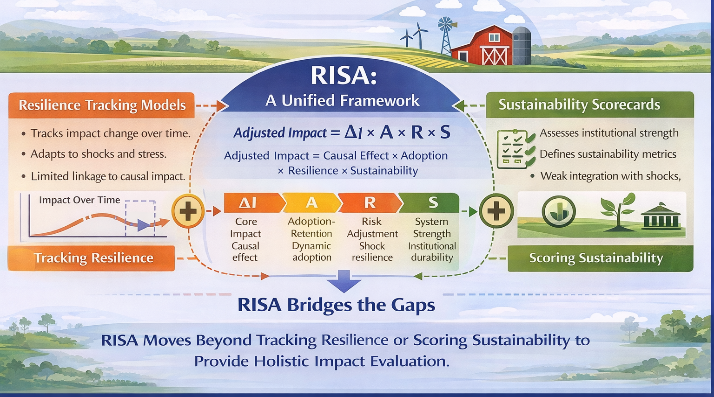 RISA:
A Unified Framework
Resilience Tracking Models
• Tracks impact change over time.
• Adapts to shocks and stress.
• Limited linkage to causal impact.
Impact Over Time
Tracking Resilience
Adjusted Impact = ΔI × A × R × S
Adjusted Impact = Causal Effect × Adoption
× Resilience × Sustainability
ΔI A R S
Core Impact Causal effect
Adoption-Retention Dynamic adoption
Risk Adjustment Shock resilience
System Strength Institutional durability
Sustainability Scorecards
Assesses institutional strength
Defines sustainability metrics
• Weak integration with shocks,
Scoring Sustainability
RISA Bridges the Gaps
RISA Moves Beyond Tracking Resilience or Scoring Sustainability to
Provide Holistic Impact Evaluation.